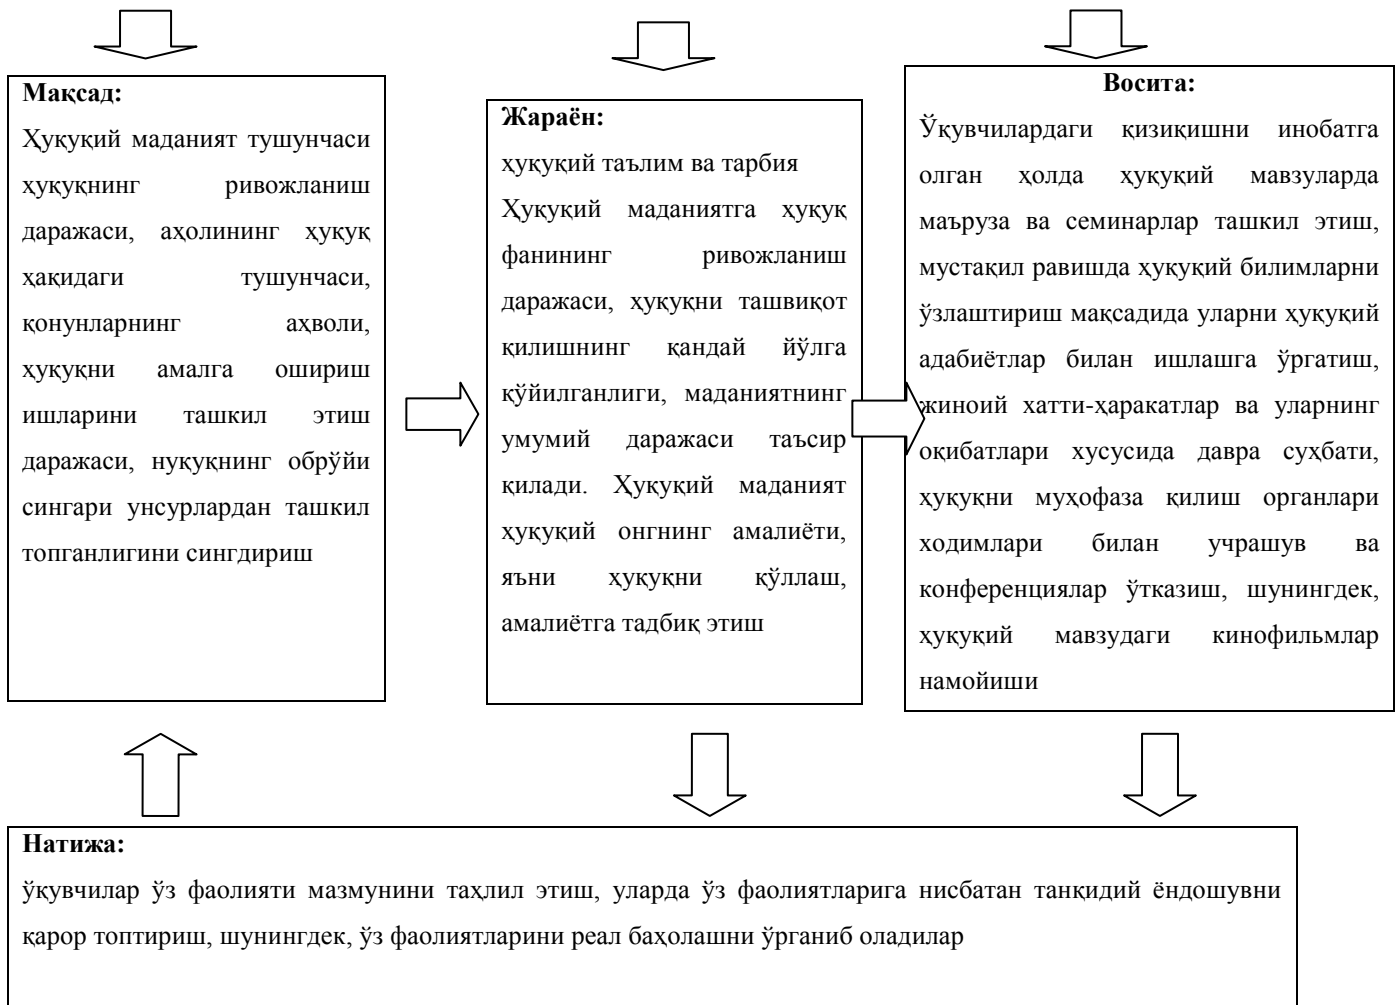 Мақсад:
Ҳуқуқий маданият тушунчаси
ҳуқуқнинг ривожланиш
даражаси, аҳолининг ҳуқуқ
ҳақидаги тушунчаси,
қонунларнинг аҳволи,
ҳуқуқни амалга ошириш
ишларини ташкил этиш
даражаси, нуқуқнинг обрўйи
сингари унсурлардан ташкил
топганлигини сингдириш
Жараён:
ҳуқуқий таълим ва тарбия
Ҳуқуқий маданиятга ҳуқуқ
фанининг ривожланиш
даражаси, ҳуқуқни ташвиқот
қилишнинг қандай йўлга
қўйилганлиги, маданиятнинг
умумий даражаси таъсир
қилади. Ҳуқуқий маданият
ҳуқуқий онгнинг амалиёти,
яъни ҳуқуқни қўллаш,
амалиётга тадбиқ этиш
Восита:
Ўқувчилардаги қизиқишни инобатга
олган ҳолда ҳуқуқий мавзуларда
маъруза ва семинарлар ташкил этиш,
мустақил равишда ҳуқуқий билимларни
ўзлаштириш мақсадида уларни ҳуқуқий
адабиётлар билан ишлашга ўргатиш,
жиноий хатти-ҳаракатлар ва уларнинг
оқибатлари хусусида давра суҳбати,
ҳуқуқни муҳофаза қилиш органлари
ходимлари билан учрашув ва
конференциялар ўтказиш, шунингдек,
ҳуқуқий мавзудаги кинофильмлар
намойиши
Натижа:
ўқувчилар ўз фаолияти мазмунини таҳлил этиш, уларда ўз фаолиятларига нисбатан танқидий ёндошувни
қарор топтириш, шунингдек, ўз фаолиятларини реал баҳолашни ўрганиб оладилар